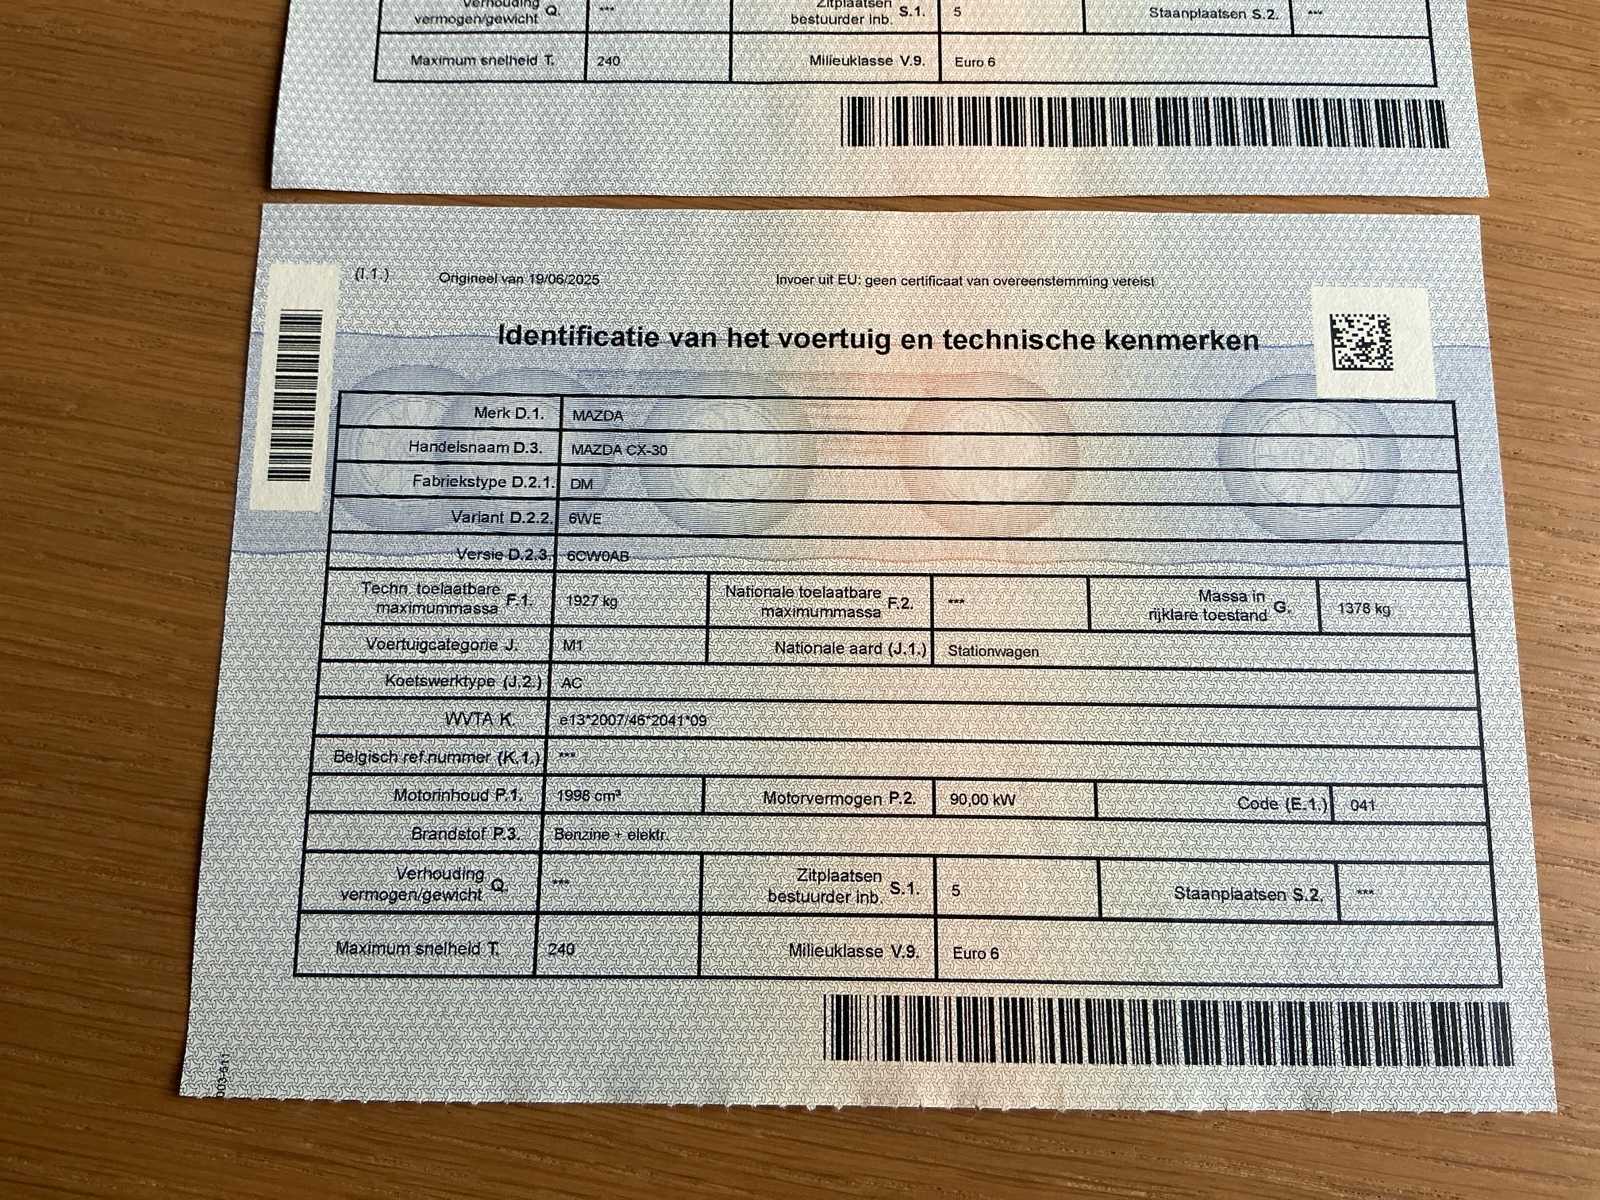 Verhouding vermogen/gewicht Q. *** Zitplaatsen bestuurder inb. S.1. 5 Staanplaatsen S.2. ***
Maximum snelheid T. 240 Milieuklasse V.9. Euro 6
(I.1.) Origineel van 19/06/2025 Invoer uit EU: geen certificaat van overeenstemming vereist
Identificatie van het voertuig en technische kenmerken
Merk D.1. MAZDA
Handelsnaam D.3. MAZDA CX-30
Fabriekstype D.2.1. DM
Variant D.2.2. 6WE
Versie D.2.3. 6CW0AB
Techn. toelaatbare maximummassa F.1. 1927 kg Nationale toelaatbare maximummassa F.2. *** Massa in rijklare toestand G. 1376 kg
Voertuigcategorie J. M1 Nationale aard (J.1.) Stationwagen
Koetswerktype (J.2.) AC
WVTA K. e13*2007/46*2041*09
Belgisch ref.nummer (K.1.) ***
Motorinhoud P.1. 1998 cm³ Motorvermogen P.2. 90,00 kW Code (E.1.) 041
Brandstof P.3. Benzine + elektr.
Verhouding vermogen/gewicht Q. *** Zitplaatsen bestuurder inb. S.1. 5 Staanplaatsen S.2. ***
Maximum snelheid T. 240 Milieuklasse V.9. Euro 6